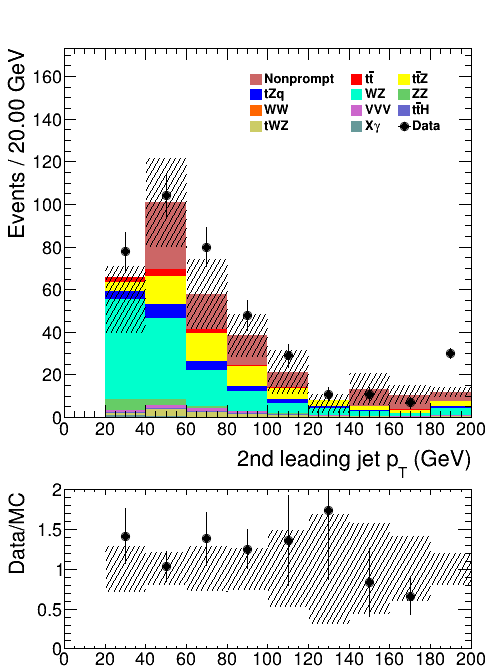 Events / 20.00 GeV
160
140
120
100
80
60
40
20
0
Nonprompt tt̄ tt̄Z
tZq WZ ZZ
WW VVV tt̄H
tWZ Xγ Data
0 20 40 60 80 100 120 140 160 180 200
2nd leading jet p_T (GeV)
Data/MC
2
1.5
1
0.5
0
0 20 40 60 80 100 120 140 160 180 200